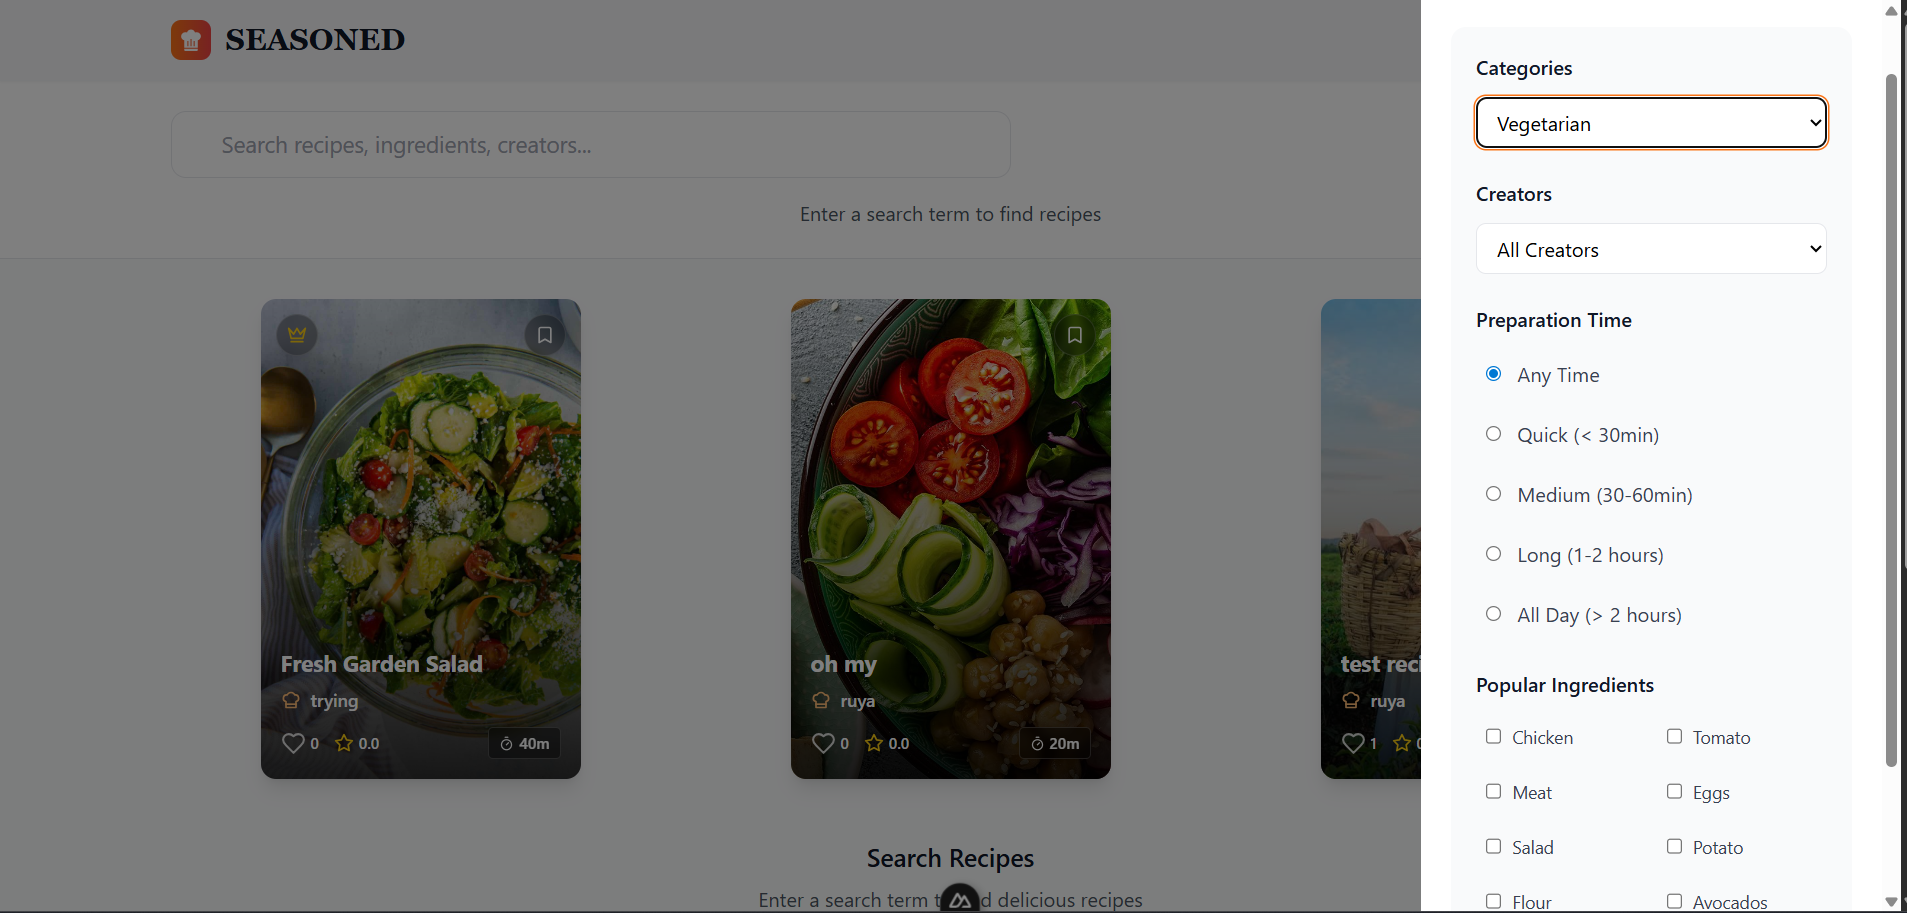 SEASONED
Search recipes, ingredients, creators...
Enter a search term to find recipes
Fresh Garden Salad
trying
0 0.0
40m
oh my
ruya
0 0.0
20m
test reci
ruya
1
Search Recipes
Enter a search term t d delicious recipes
Categories
Vegetarian
Creators
All Creators
Preparation Time
Any Time
Quick (< 30min)
Medium (30-60min)
Long (1-2 hours)
All Day (> 2 hours)
Popular Ingredients
Chicken Tomato
Meat Eggs
Salad Potato
Flour Avocados